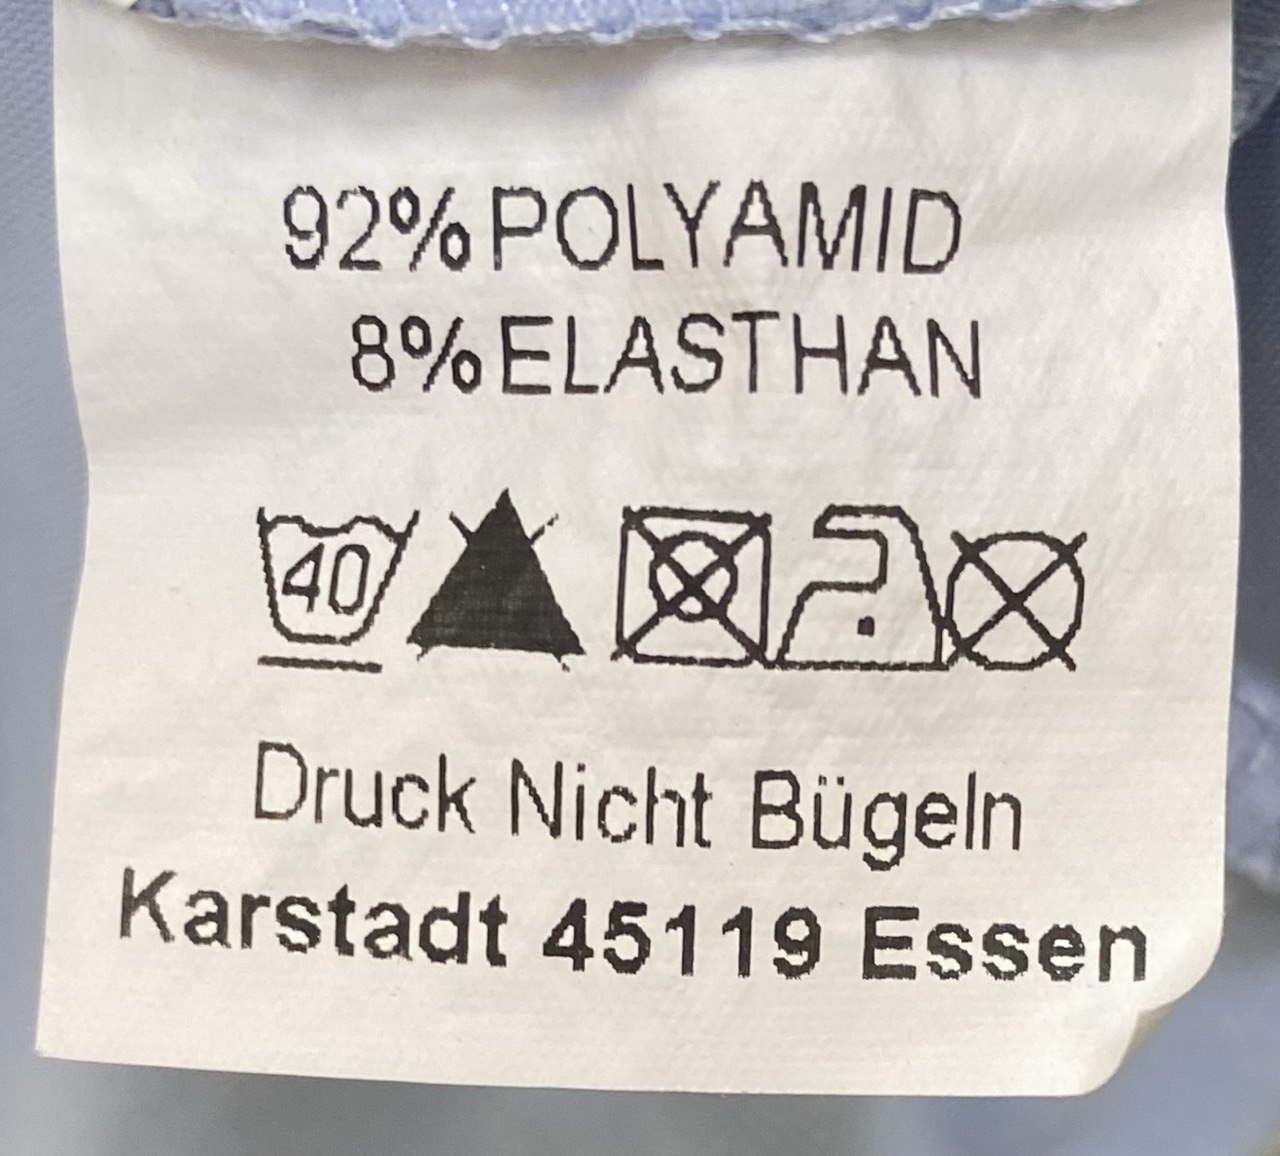 92% POLYAMID
8% ELASTHAN
40
Druck Nicht Bügeln
Karstadt 45119 Essen